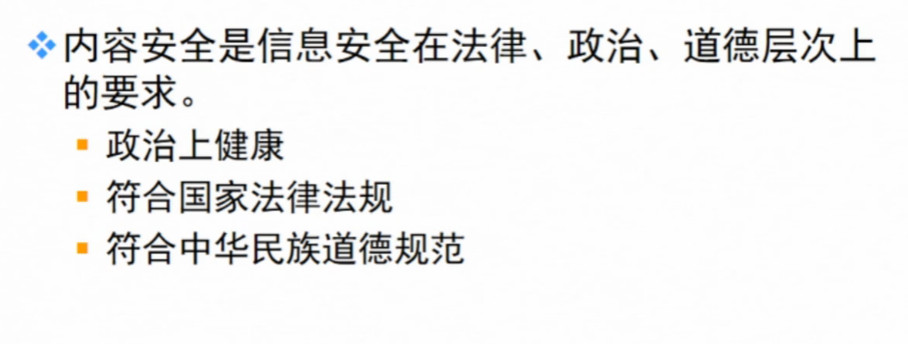 内容安全是信息安全在法律、政治、道德层次上
的要求。
政治上健康
符合国家法律法规
符合中华民族道德规范